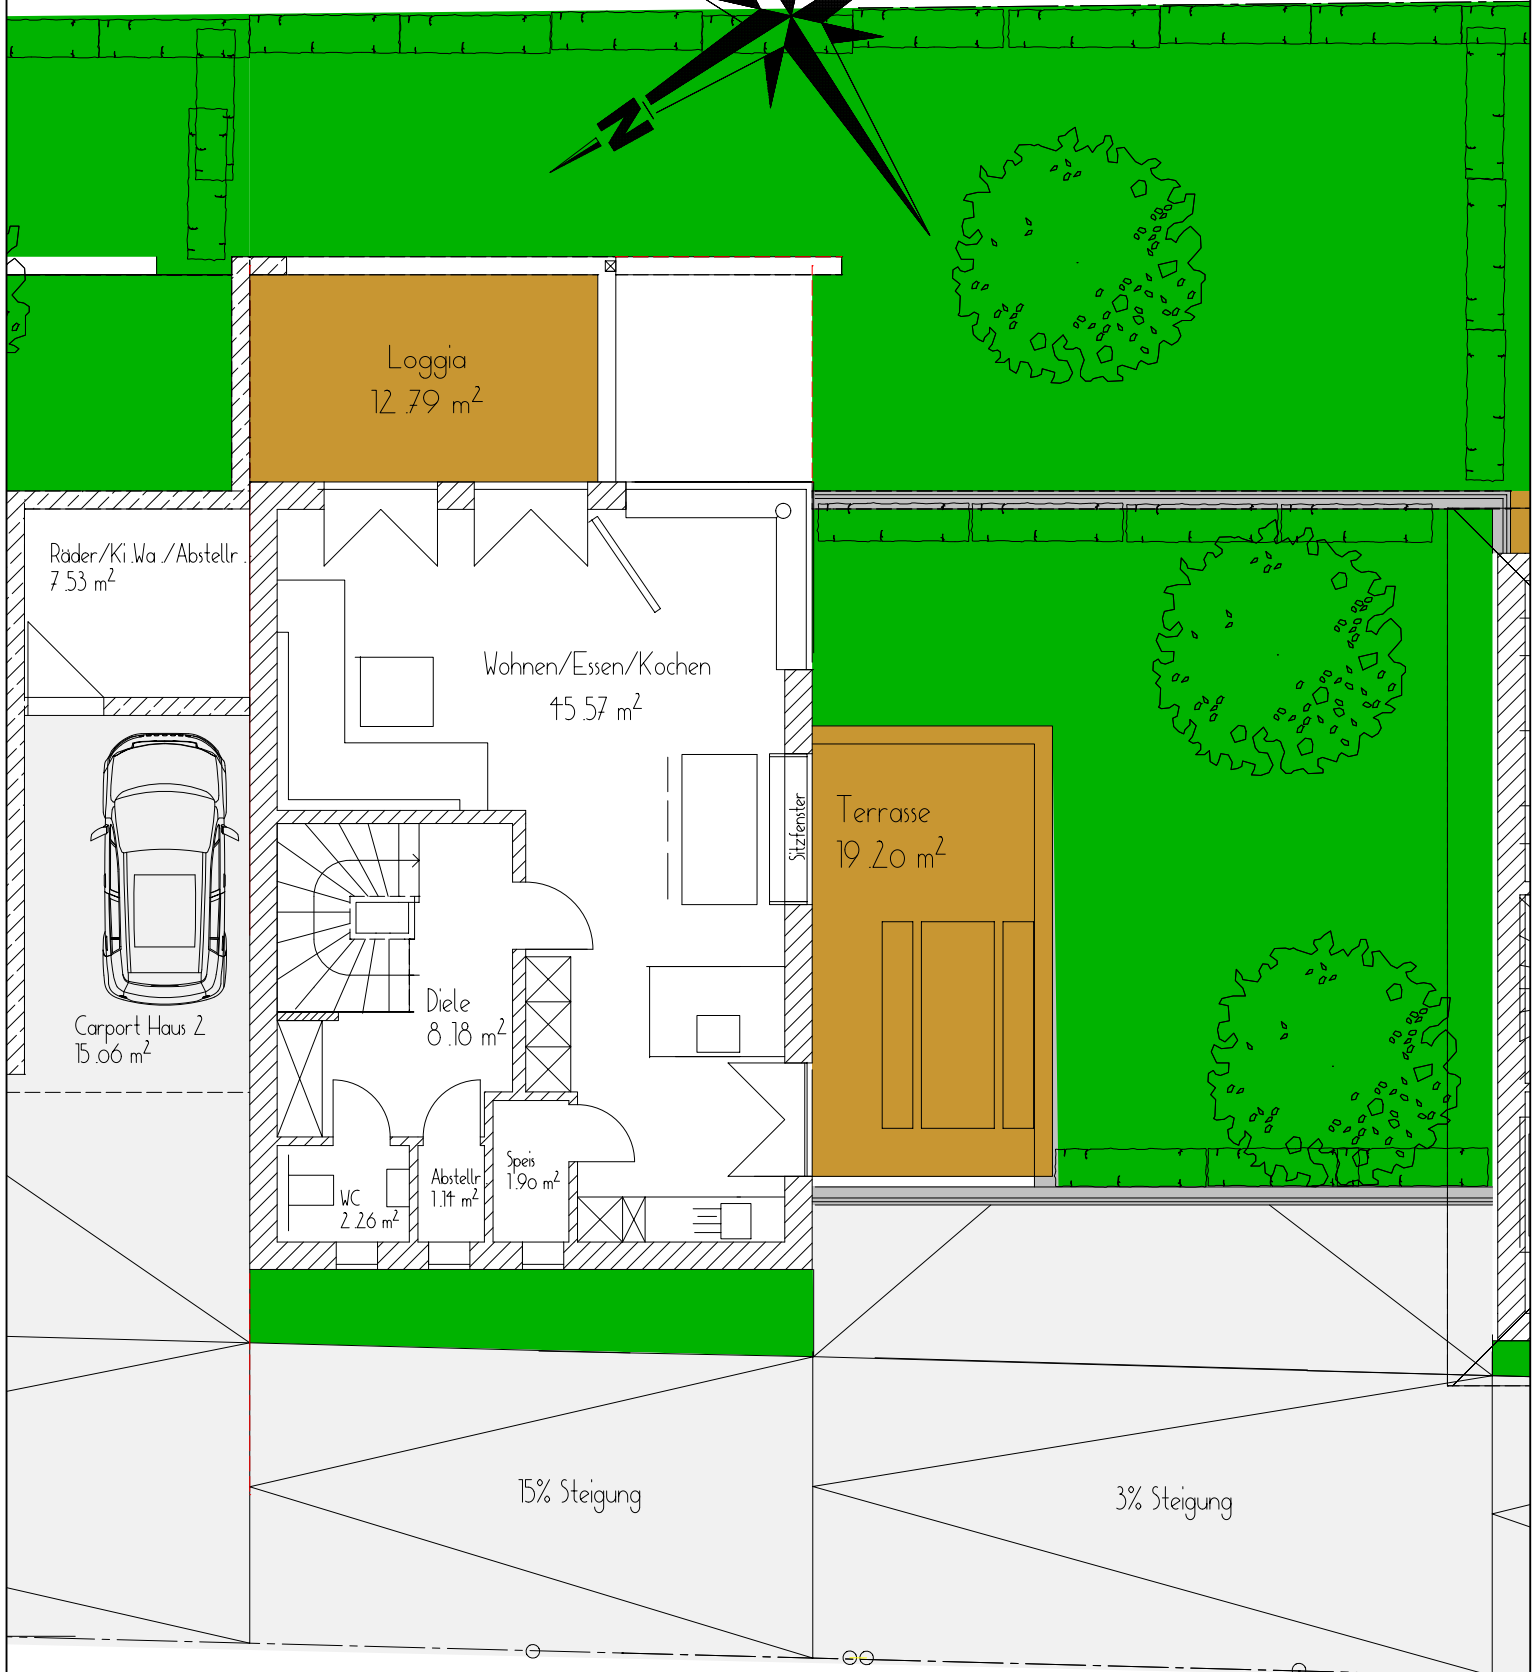 N
Loggia
12.79 m²
Räder/Ki.Wa./Abstellr.
7.53 m²
Wohnen/Essen/Kochen
45.57 m²
Sitzfenster
Terrasse
19.20 m²
Diele
8.18 m²
Carport Haus 2
15.06 m²
Speis
1.90 m²
Abstellr
1.14 m²
WC
2.26 m²
15% Steigung
3% Steigung